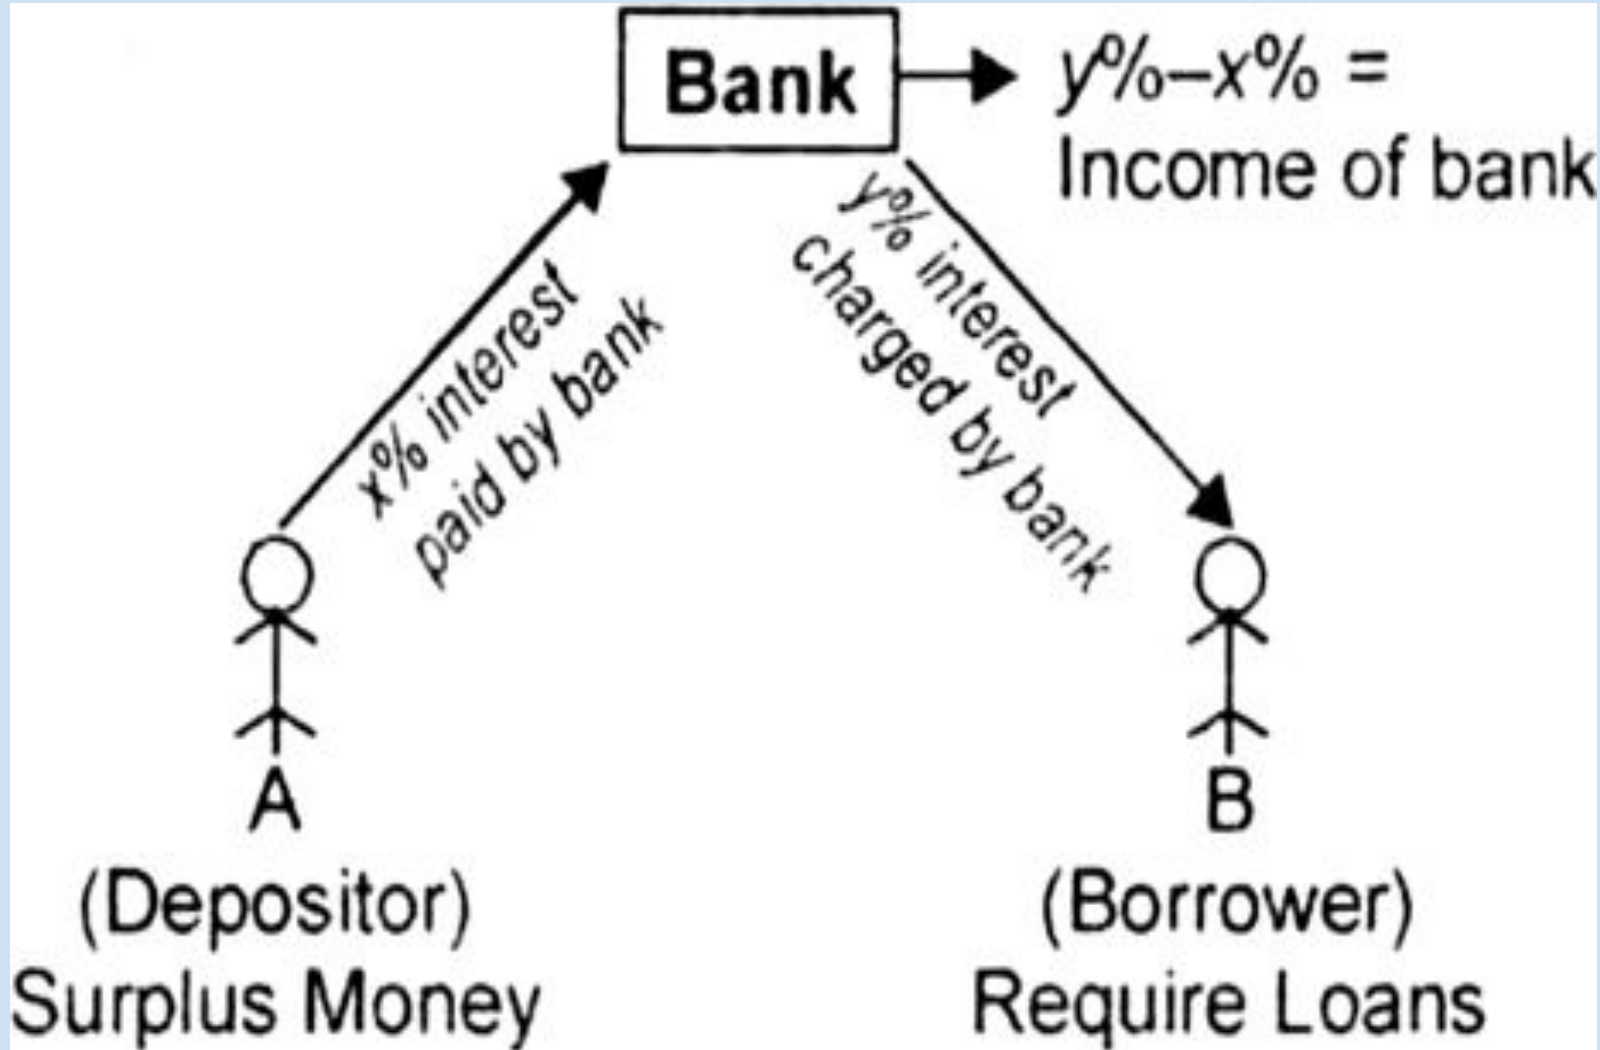 Bank
y%–x% =
Income of bank
x% interest
paid by bank
y% interest
charged by bank
A
(Depositor)
Surplus Money
B
(Borrower)
Require Loans